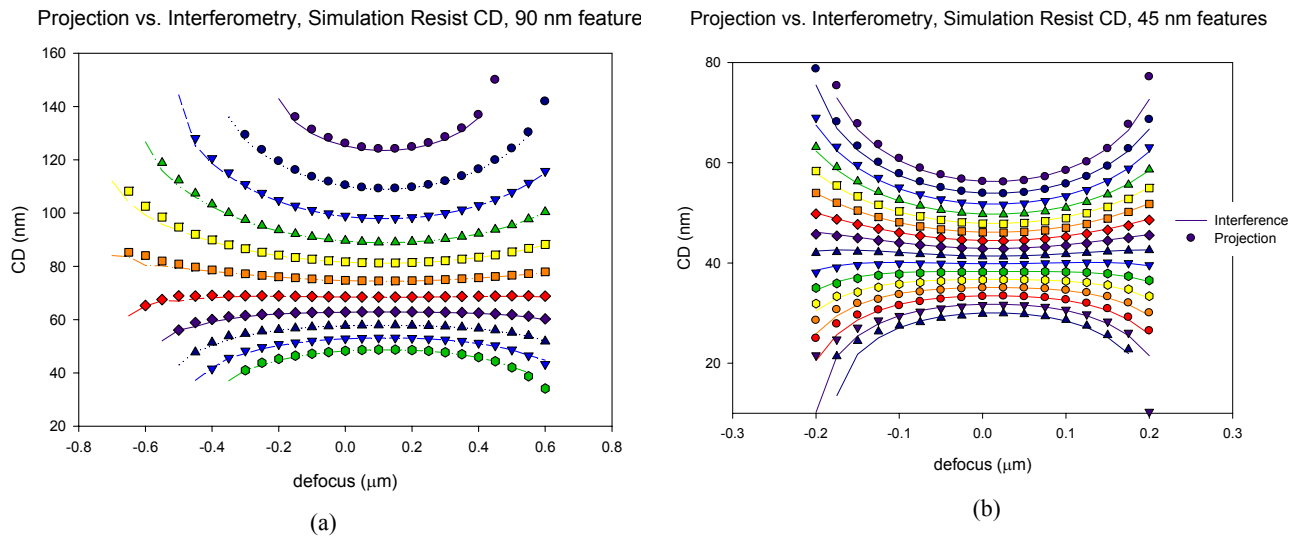 Projection vs. Interferometry, Simulation Resist CD, 90 nm feature
160
140
120
100
80
60
40
20
CD (nm)
-0.8 -0.6 -0.4 -0.2 0.0 0.2 0.4 0.6 0.8
defocus (μm)
(a)
Projection vs. Interferometry, Simulation Resist CD, 45 nm features
80
60
40
20
CD (nm)
-0.3 -0.2 -0.1 0.0 0.1 0.2 0.3
defocus (μm)
Interference
Projection
(b)